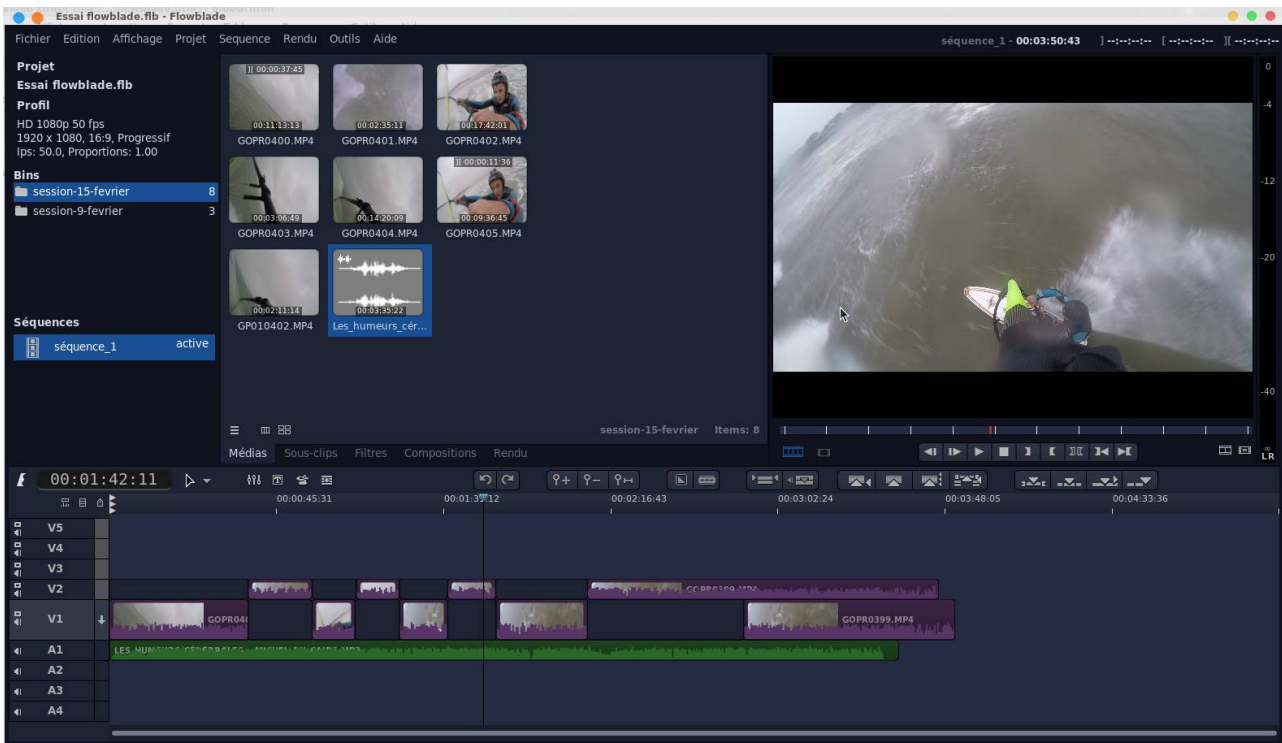 Essai flowblade.flb - Flowblade
Fichier Edition Affichage Projet Sequence Rendu Outils Aide
séquence_1 - 00:03:50:43 ] --:--:--:-- [ --:--:--:-- ][ --:--:--:--
Projet
Essai flowblade.flb
Profil
HD 1080p 50 fps
1920 x 1080, 16:9, Progressif
Ips: 50.0, Proportions: 1.00
Bins
session-15-fevrier 8
session-9-fevrier 3
Séquences
séquence_1 active
][ 00:00:37:45
00:11:13:13 00:02:35:11 00:17:42:01
GOPR0400.MP4 GOPR0401.MP4 GOPR0402.MP4
][ 00:00:11:36
00:03:06:49 00:14:20:09 00:09:36:45
GOPR0403.MP4 GOPR0404.MP4 GOPR0405.MP4
00:02:11:14 00:03:35:22
GP010402.MP4 Les_humeurs_cér...
session-15-fevrier Items: 8
Médias Sous-clips Filtres Compositions Rendu
0
-4
-12
-20
-40
∞
L R
00:01:42:11
00:00:45:31 00:01:31:12 00:02:16:43 00:03:02:24 00:03:48:05 00:04:33:36
V5
V4
V3
V2 GOPR0399.MP4
V1 GOPR040 GOPR0399.MP4
A1
A2
A3
A4